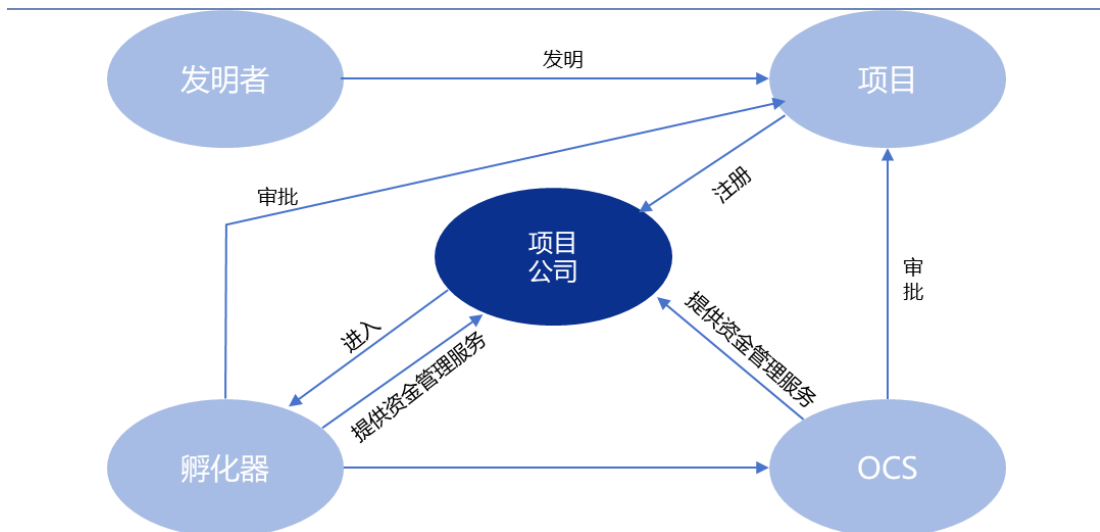 发明者
发明
项目
审批
注册
项目
公司
审
批
进入
提供资金管理服务
提供资金管理服务
孵化器
OCS